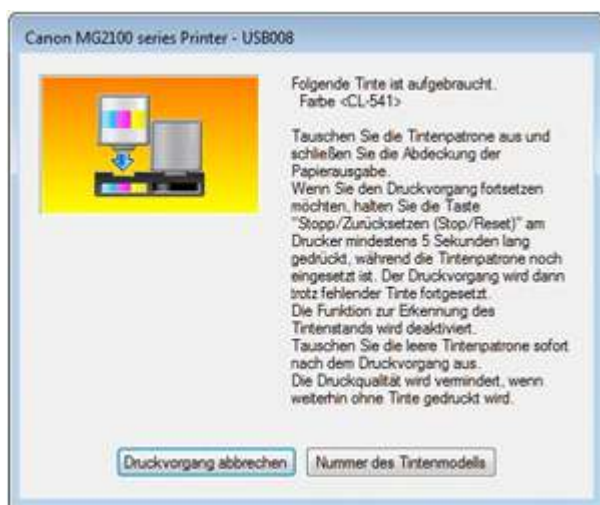 Canon MG2100 series Printer - USB008
Folgende Tinte ist aufgebraucht.
Farbe <CL-541>
Tauschen Sie die Tintenpatrone aus und
schließen Sie die Abdeckung der
Papierausgabe.
Wenn Sie den Druckvorgang fortsetzen
möchten, halten Sie die Taste
"Stopp/Zurücksetzen (Stop/Reset)" am
Drucker mindestens 5 Sekunden lang
gedrückt, während die Tintenpatrone noch
eingesetzt ist. Der Druckvorgang wird dann
trotz fehlender Tinte fortgesetzt.
Die Funktion zur Erkennung des
Tintenstands wird deaktiviert.
Tauschen Sie die leere Tintenpatrone sofort
nach dem Druckvorgang aus.
Die Druckqualität wird vermindert, wenn
weiterhin ohne Tinte gedruckt wird.
Druckvorgang abbrechen
Nummer des Tintenmodells